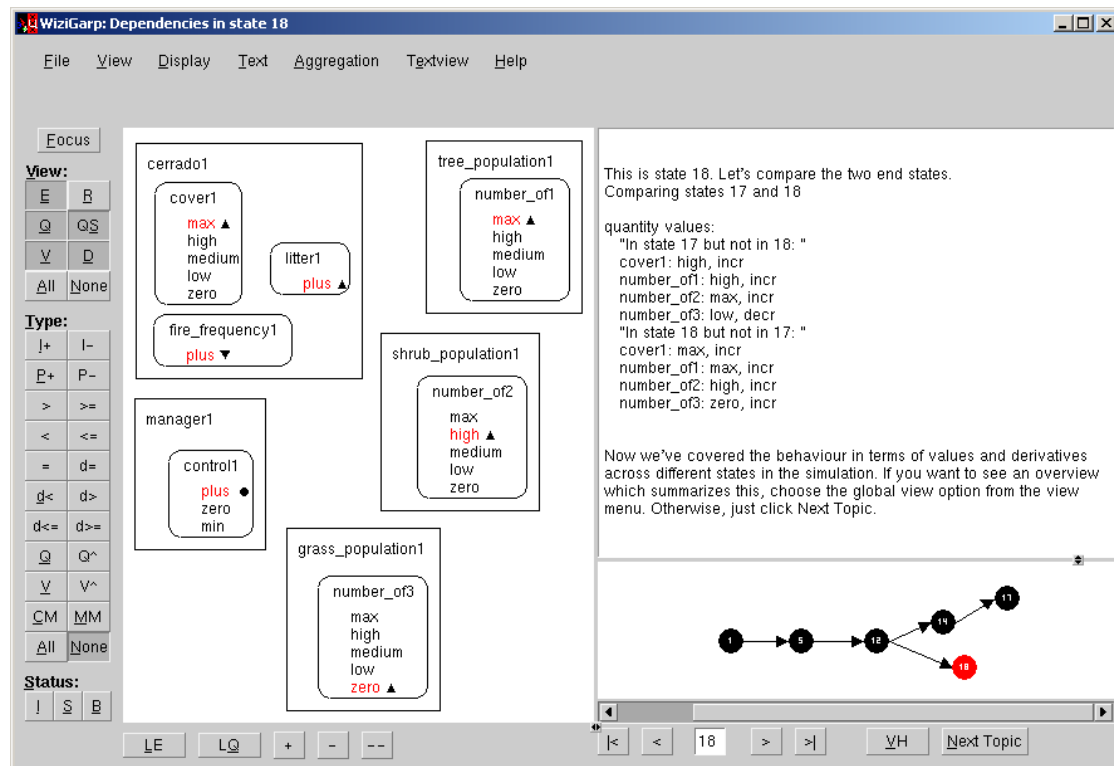 WiziGarp: Dependencies in state 18
File View Display Text Aggregation Textview Help
Focus
View:
E R
Q QS
V D
All None
Type:
I+ I-
P+ P-
> >=
< <=
= d=
d< d>
d<= d>=
Q Q^
V V^
CM MM
All None
Status:
I S B
cerrado1
cover1
max
high
medium
low
zero
litter1
plus
fire_frequency1
plus
tree_population1
number_of1
max
high
medium
low
zero
shrub_population1
number_of2
max
high
medium
low
zero
manager1
control1
plus
zero
min
grass_population1
number_of3
max
high
medium
low
zero
LE LQ + - --
This is state 18. Let's compare the two end states.
Comparing states 17 and 18
quantity values:
"In state 17 but not in 18: "
cover1: high, incr
number_of1: high, incr
number_of2: max, incr
number_of3: low, decr
"In state 18 but not in 17: "
cover1: max, incr
number_of1: max, incr
number_of2: high, incr
number_of3: zero, incr
Now we've covered the behaviour in terms of values and derivatives
across different states in the simulation. If you want to see an overview
which summarizes this, choose the global view option from the view
menu. Otherwise, just click Next Topic.
1 5 12 14 17
18
|< < 18 > >| VH Next Topic